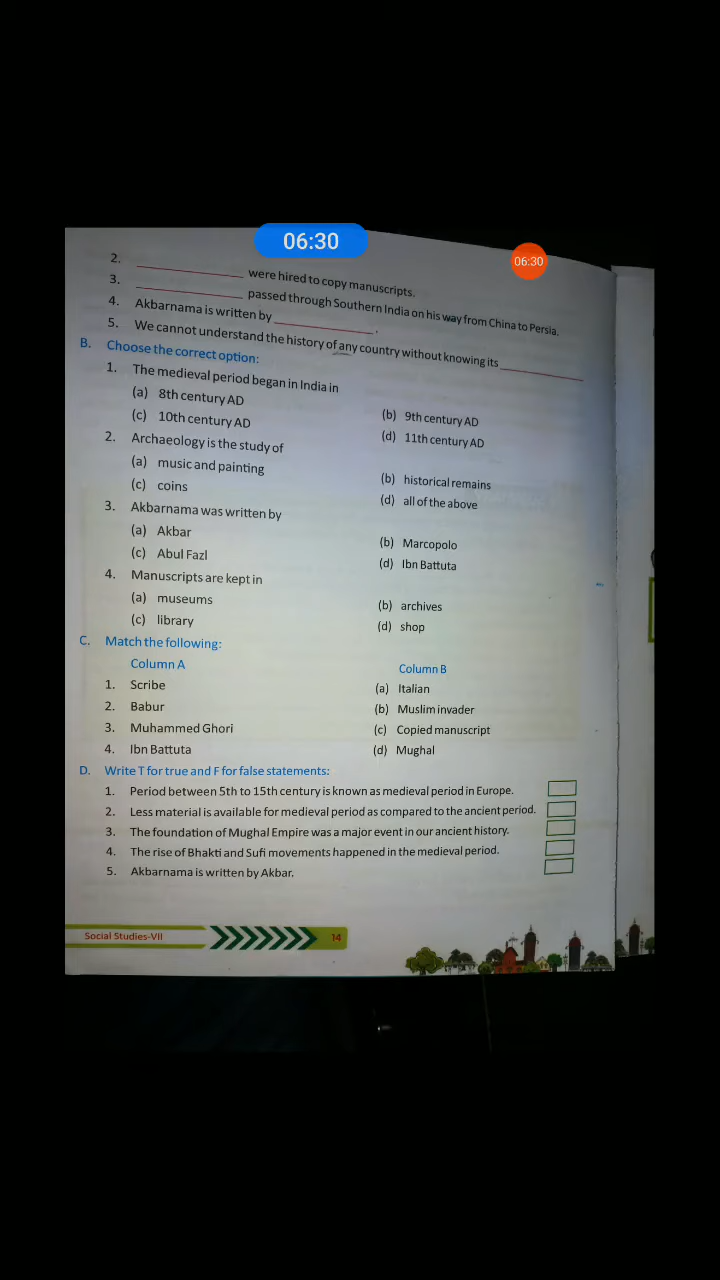 06:30
06:30
2. ____________ were hired to copy manuscripts.
3. ____________ passed through Southern India on his way from China to Persia.
4. Akbarnama is written by ____________.
5. We cannot understand the history of any country without knowing its ____________
B. Choose the correct option:
1. The medieval period began in India in
(a) 8th century AD (b) 9th century AD
(c) 10th century AD (d) 11th century AD
2. Archaeology is the study of
(a) music and painting (b) historical remains
(c) coins (d) all of the above
3. Akbarnama was written by
(a) Akbar (b) Marcopolo
(c) Abul Fazl (d) Ibn Battuta
4. Manuscripts are kept in
(a) museums (b) archives
(c) library (d) shop
C. Match the following:
Column A Column B
1. Scribe (a) Italian
2. Babur (b) Muslim invader
3. Muhammed Ghori (c) Copied manuscript
4. Ibn Battuta (d) Mughal
D. Write T for true and F for false statements:
1. Period between 5th to 15th century is known as medieval period in Europe.
2. Less material is available for medieval period as compared to the ancient period.
3. The foundation of Mughal Empire was a major event in our ancient history.
4. The rise of Bhakti and Sufi movements happened in the medieval period.
5. Akbarnama is written by Akbar.
Social Studies-VII 14